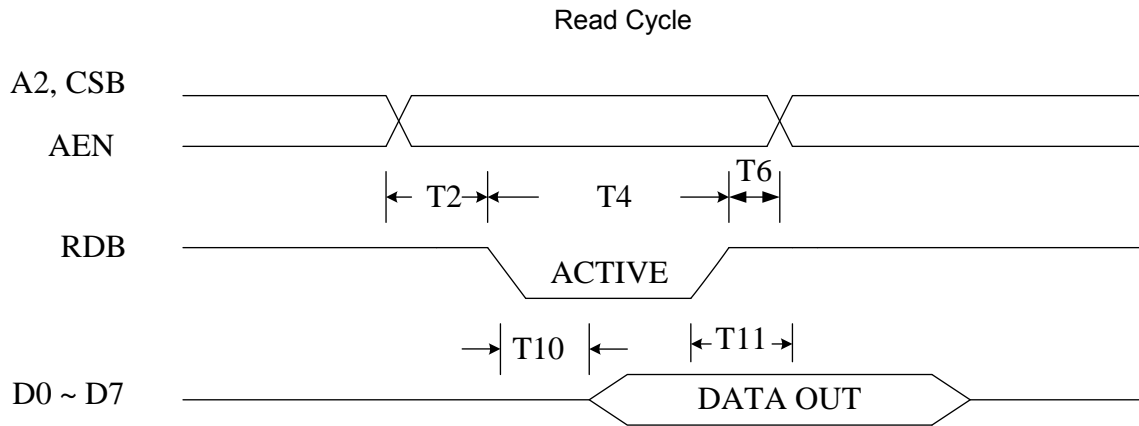 Read Cycle
A2, CSB
AEN
T2
T4
T6
RDB
ACTIVE
T10
T11
D0 ~ D7
DATA OUT